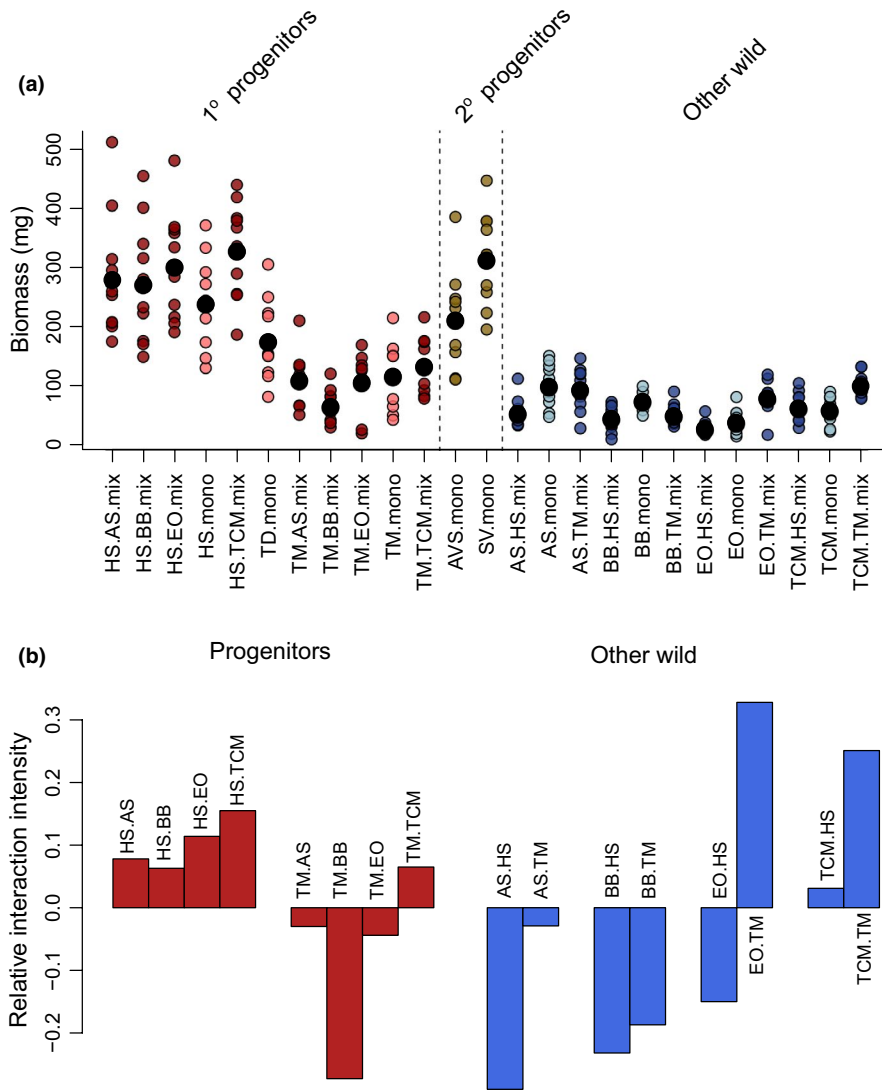 (a)
1º progenitors
2º progenitors
Other wild
Biomass (mg)
500
400
300
200
100
0
HS.AS.mix
HS.BB.mix
HS.EO.mix
HS.mono
HS.TCM.mix
TD.mono
TM.AS.mix
TM.BB.mix
TM.EO.mix
TM.mono
TM.TCM.mix
AVS.mono
SV.mono
AS.HS.mix
AS.mono
AS.TM.mix
BB.HS.mix
BB.mono
BB.TM.mix
EO.HS.mix
EO.mono
EO.TM.mix
TCM.HS.mix
TCM.mono
TCM.TM.mix
(b)
Progenitors
Other wild
Relative interaction intensity
0.3
0.2
0.1
0.0
−0.1
−0.2
HS.AS
HS.BB
HS.EO
HS.TCM
TM.AS
TM.BB
TM.EO
TM.TCM
AS.HS
AS.TM
BB.HS
BB.TM
EO.HS
EO.TM
TCM.HS
TCM.TM